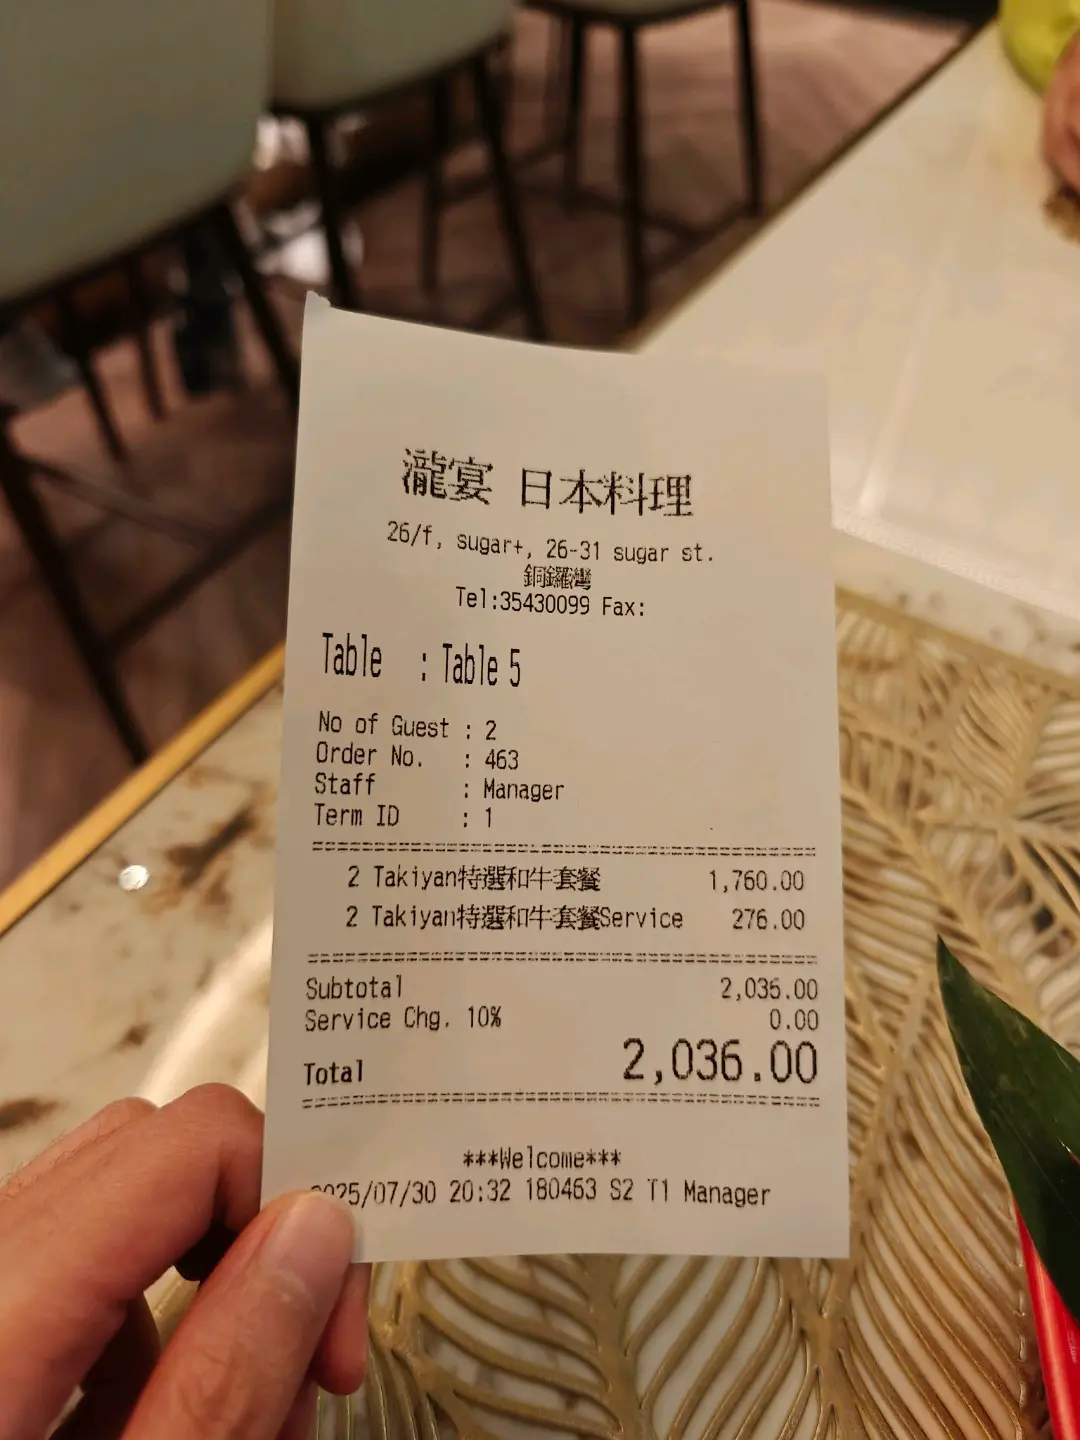 瀧宴 日本料理
26/f, sugar+, 26-31 sugar st.
銅鑼灣
Tel:35430099 Fax:
Table : Table 5
No of Guest : 2
Order No. : 463
Staff : Manager
Term ID : 1
2 Takiyan特選和牛套餐 1,760.00
2 Takiyan特選和牛套餐Service 276.00
Subtotal 2,036.00
Service Chg. 10% 0.00
Total 2,036.00
***Welcome***
2025/07/30 20:32 180463 S2 T1 Manager